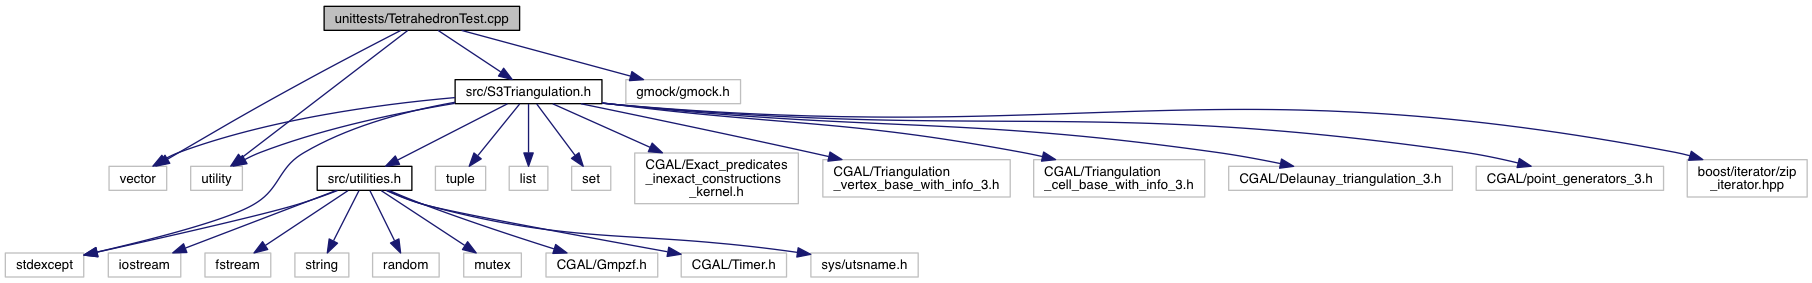 unittests/TetrahedronTest.cpp
src/S3Triangulation.h
gmock/gmock.h
vector
utility
src/utilities.h
tuple
list
set
CGAL/Exact_predicates
_inexact_constructions
_kernel.h
CGAL/Triangulation
_vertex_base_with_info_3.h
CGAL/Triangulation
_cell_base_with_info_3.h
CGAL/Delaunay_triangulation_3.h
CGAL/point_generators_3.h
boost/iterator/zip
_iterator.hpp
stdexcept
iostream
fstream
string
random
mutex
CGAL/Gmpzf.h
CGAL/Timer.h
sys/utsname.h